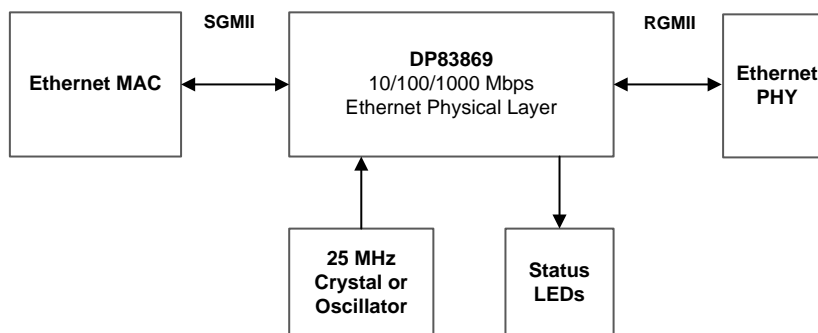 SGMII
RGMII
Ethernet MAC
DP83869
10/100/1000 Mbps
Ethernet Physical Layer
Ethernet
PHY
25 MHz
Crystal or
Oscillator
Status
LEDs